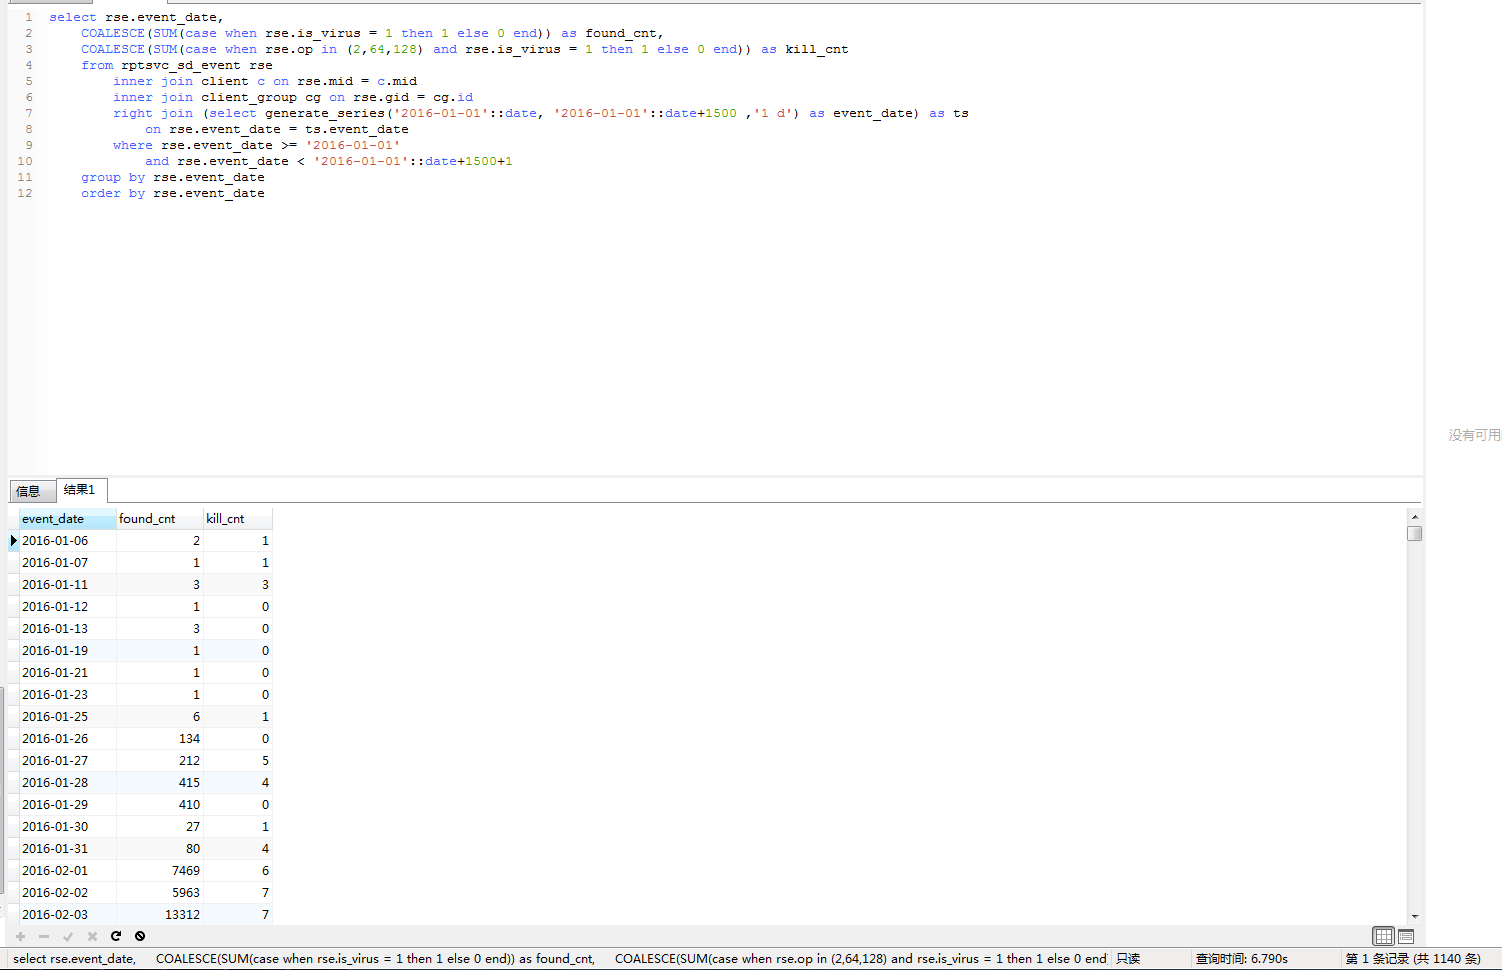 1 select rse.event_date,
2 COALESCE(SUM(case when rse.is_virus = 1 then 1 else 0 end)) as found_cnt,
3 COALESCE(SUM(case when rse.op in (2,64,128) and rse.is_virus = 1 then 1 else 0 end)) as kill_cnt
4 from rptsvc_sd_event rse
5 inner join client c on rse.mid = c.mid
6 inner join client_group cg on rse.gid = cg.id
7 right join (select generate_series('2016-01-01'::date, '2016-01-01'::date+1500 ,'1 d') as event_date) as ts
8 on rse.event_date = ts.event_date
9 where rse.event_date >= '2016-01-01'
10 and rse.event_date < '2016-01-01'::date+1500+1
11 group by rse.event_date
12 order by rse.event_date
没有可用
信息 结果1
event_date found_cnt kill_cnt
2016-01-06 2 1
2016-01-07 1 1
2016-01-11 3 3
2016-01-12 1 0
2016-01-13 3 0
2016-01-19 1 0
2016-01-21 1 0
2016-01-23 1 0
2016-01-25 6 1
2016-01-26 134 0
2016-01-27 212 5
2016-01-28 415 4
2016-01-29 410 0
2016-01-30 27 1
2016-01-31 80 4
2016-02-01 7469 6
2016-02-02 5963 7
2016-02-03 13312 7
select rse.event_date, COALESCE(SUM(case when rse.is_virus = 1 then 1 else 0 end)) as found_cnt, COALESCE(SUM(case when rse.op in (2,64,128) and rse.is_virus = 1 then 1 else 0 end) 只读 查询时间: 6.790s 第 1 条记录 (共 1140 条)